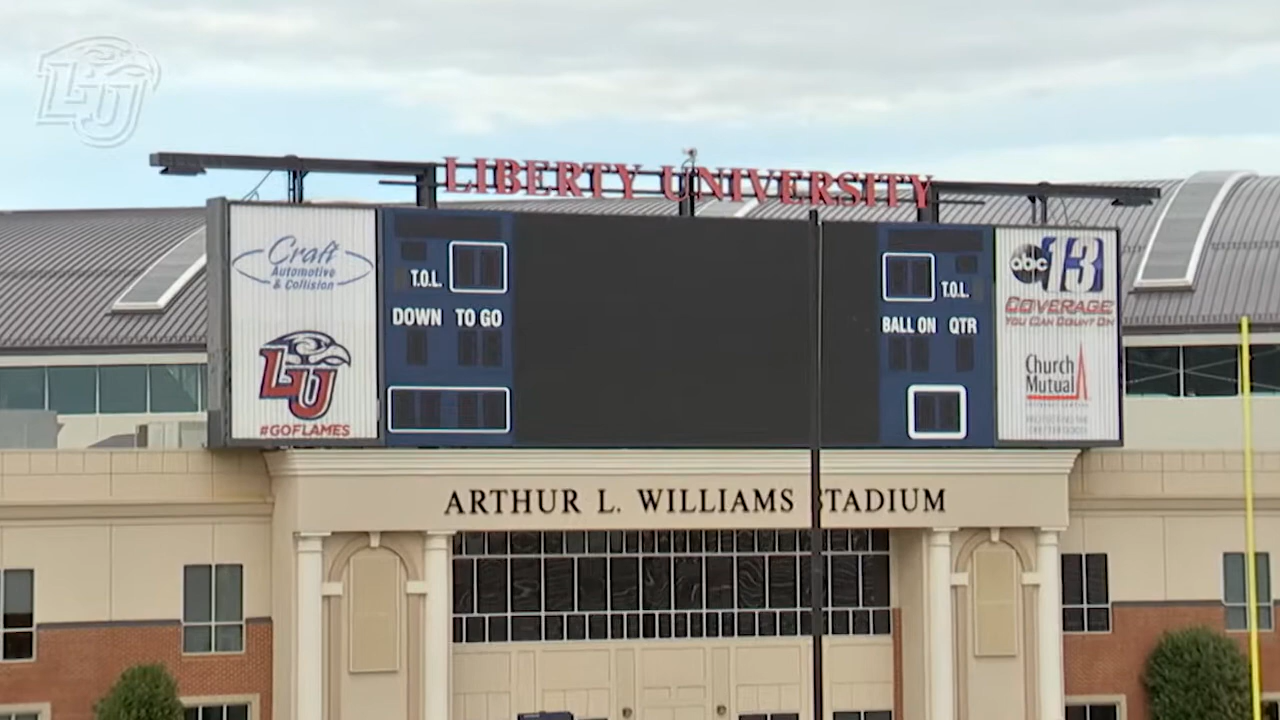 LU
LIBERTY UNIVERSITY
Craft
Automotive
& Collision
T.O.L.
DOWN TO GO
LU
#GOFLAMES
T.O.L.
BALL ON QTR
abc 13
COVERAGE
YOU CAN COUNT ON
Church
Mutual
ARTHUR L. WILLIAMS STADIUM